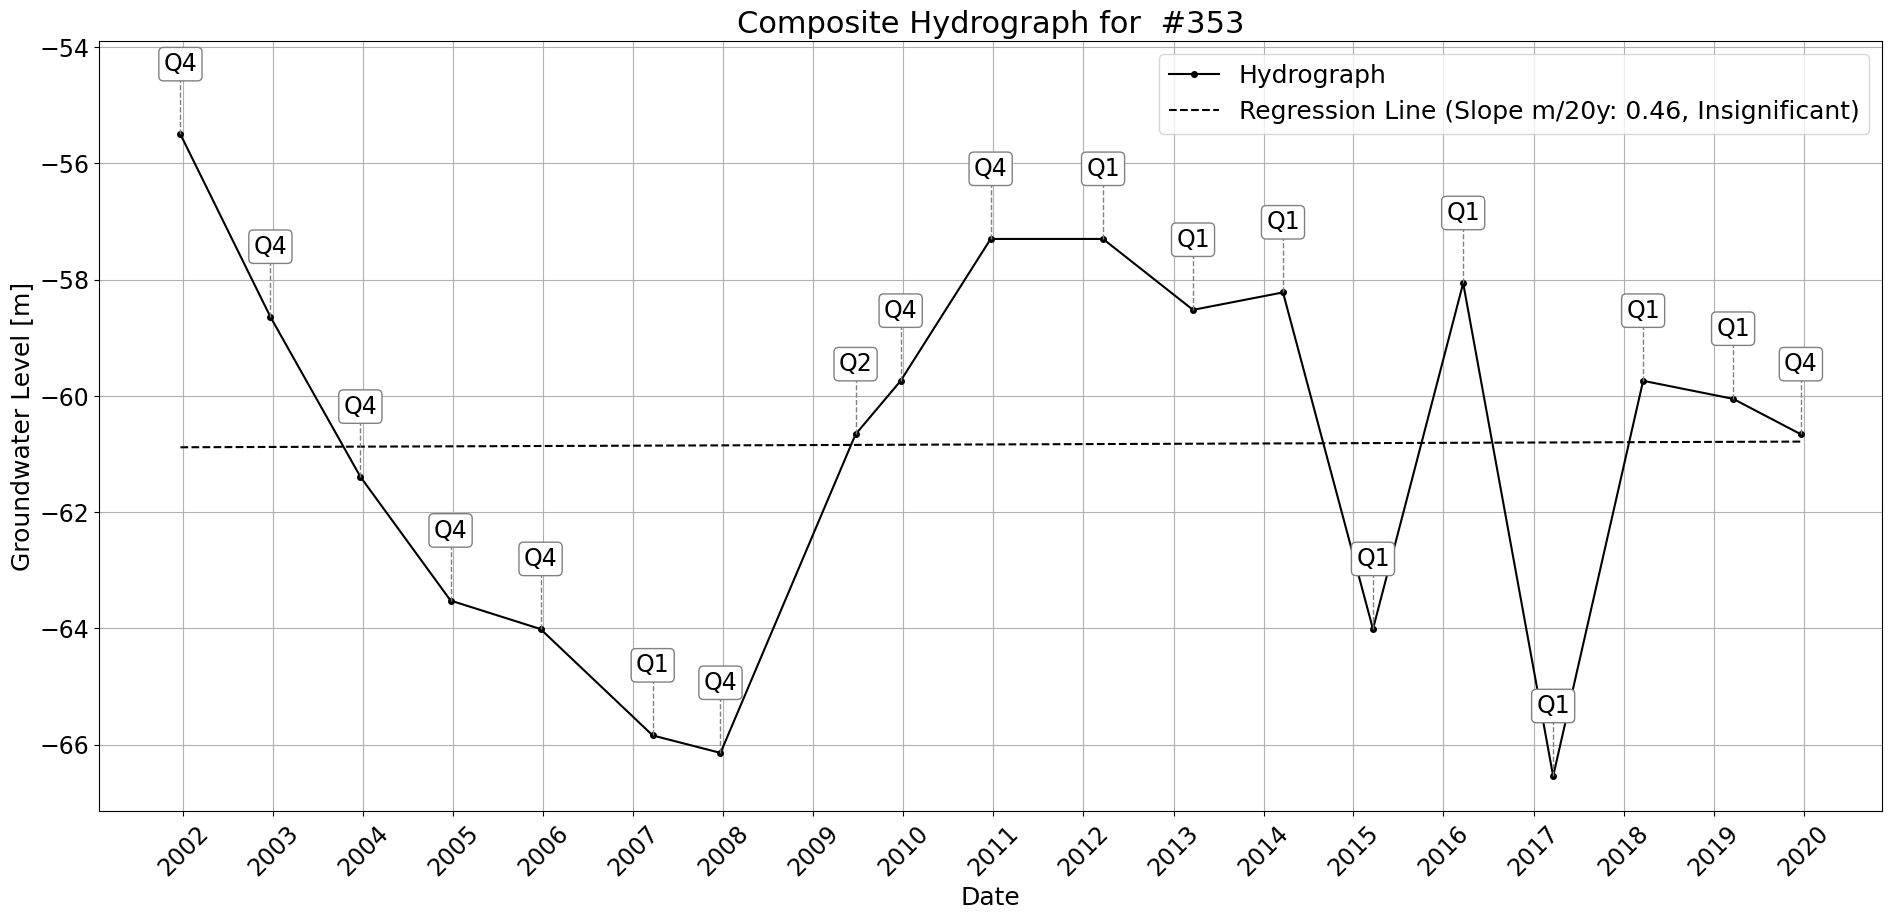 Composite Hydrograph for  #353
Hydrograph
Regression Line (Slope m/20y: 0.46, Insignificant)
Groundwater Level [m]
−54
−56
−58
−60
−62
−64
−66
Q4
Q4
Q4
Q4
Q4
Q1
Q4
Q2
Q4
Q4
Q1
Q1
Q1
Q1
Q1
Q1
Q1
Q1
Q4
2002
2003
2004
2005
2006
2007
2008
2009
2010
2011
2012
2013
2014
2015
2016
2017
2018
2019
2020
Date